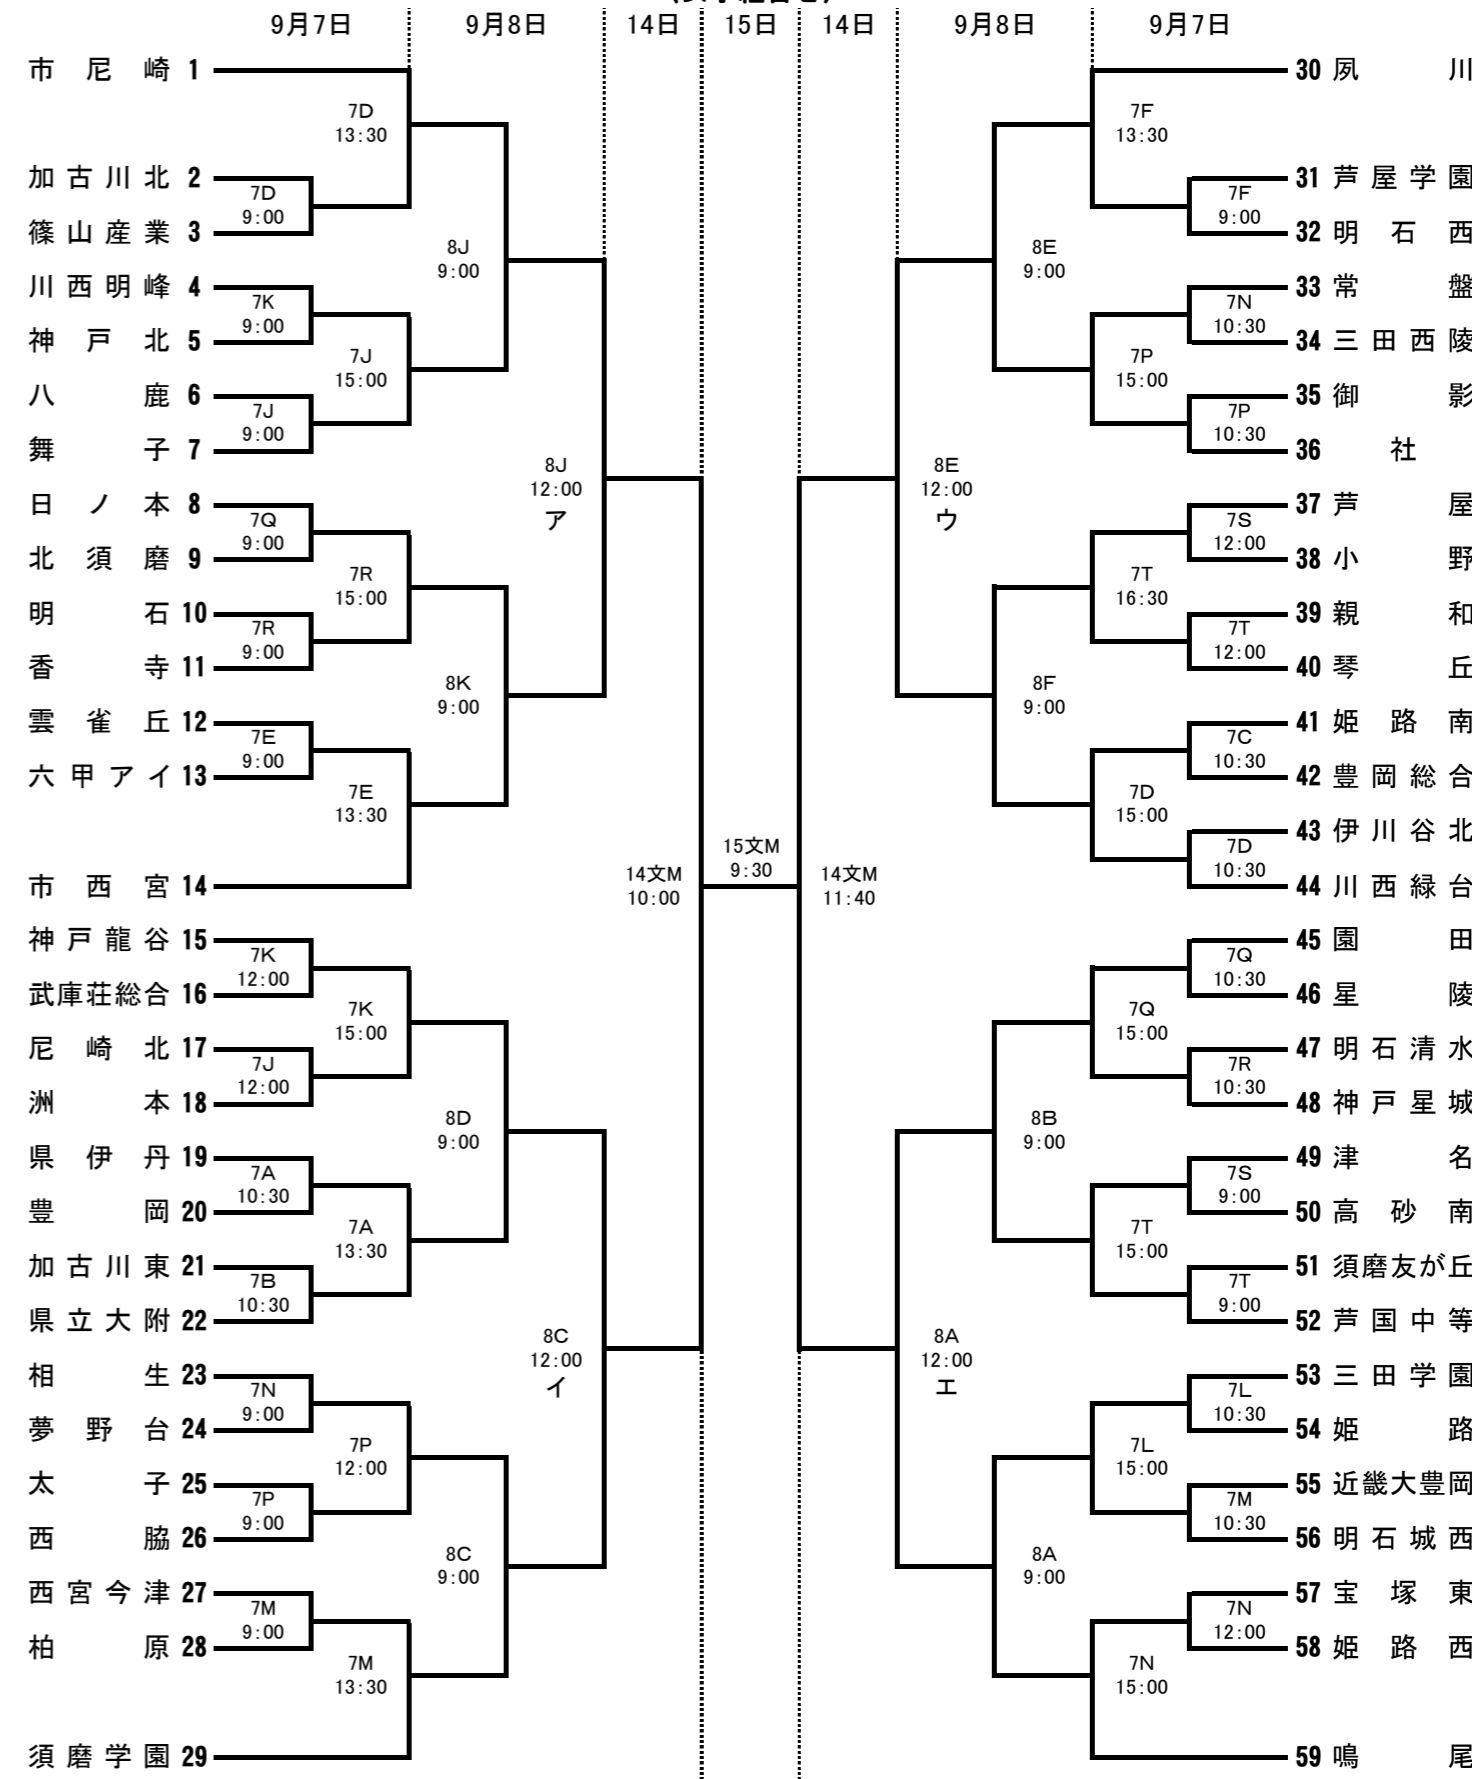 9月7日 9月8日 14日 15日 14日 9月8日 9月7日
市尼崎 1
7D
13:30
加古川北 2
7D
9:00
篠山産業 3
8J
9:00
川西明峰 4
7K
9:00
神戸北 5
7J
15:00
八鹿 6
7J
9:00
舞子 7
8J
12:00
ア
日ノ本 8
7Q
9:00
北須磨 9
7R
15:00
明石 10
7R
9:00
香寺 11
8K
9:00
雲雀丘 12
7E
9:00
六甲アイ 13
7E
13:30
市西宮 14
14文M
10:00
神戸龍谷 15
7K
12:00
武庫荘総合 16
7K
15:00
尼崎北 17
7J
12:00
洲本 18
8D
9:00
県伊丹 19
7A
10:30
豊岡 20
7A
13:30
加古川東 21
7B
10:30
県立大附 22
8C
12:00
イ
相生 23
7N
9:00
夢野台 24
7P
12:00
太子 25
7P
9:00
西脇 26
8C
9:00
西宮今津 27
7M
9:00
柏原 28
7M
13:30
須磨学園 29
15文M
9:30
30 夙川
7F
13:30
31 芦屋学園
7F
9:00
32 明石西
8E
9:00
33 常盤
7N
10:30
34 三田西陵
7P
15:00
35 御影
7P
10:30
36 社
8E
12:00
ウ
37 芦屋
7S
12:00
38 小野
7T
16:30
39 親和
7T
12:00
40 琴丘
8F
9:00
41 姫路南
7C
10:30
42 豊岡総合
7D
15:00
43 伊川谷北
7D
10:30
44 川西緑台
14文M
11:40
45 園田
7Q
10:30
46 星陵
7Q
15:00
47 明石清水
7R
10:30
48 神戸星城
8B
9:00
49 津名
7S
9:00
50 高砂南
7T
15:00
51 須磨友が丘
7T
9:00
52 芦国中等
8A
12:00
エ
53 三田学園
7L
10:30
54 姫路
7L
15:00
55 近畿大豊岡
7M
10:30
56 明石城西
8A
9:00
57 宝塚東
7N
12:00
58 姫路西
7N
15:00
59 鳴尾